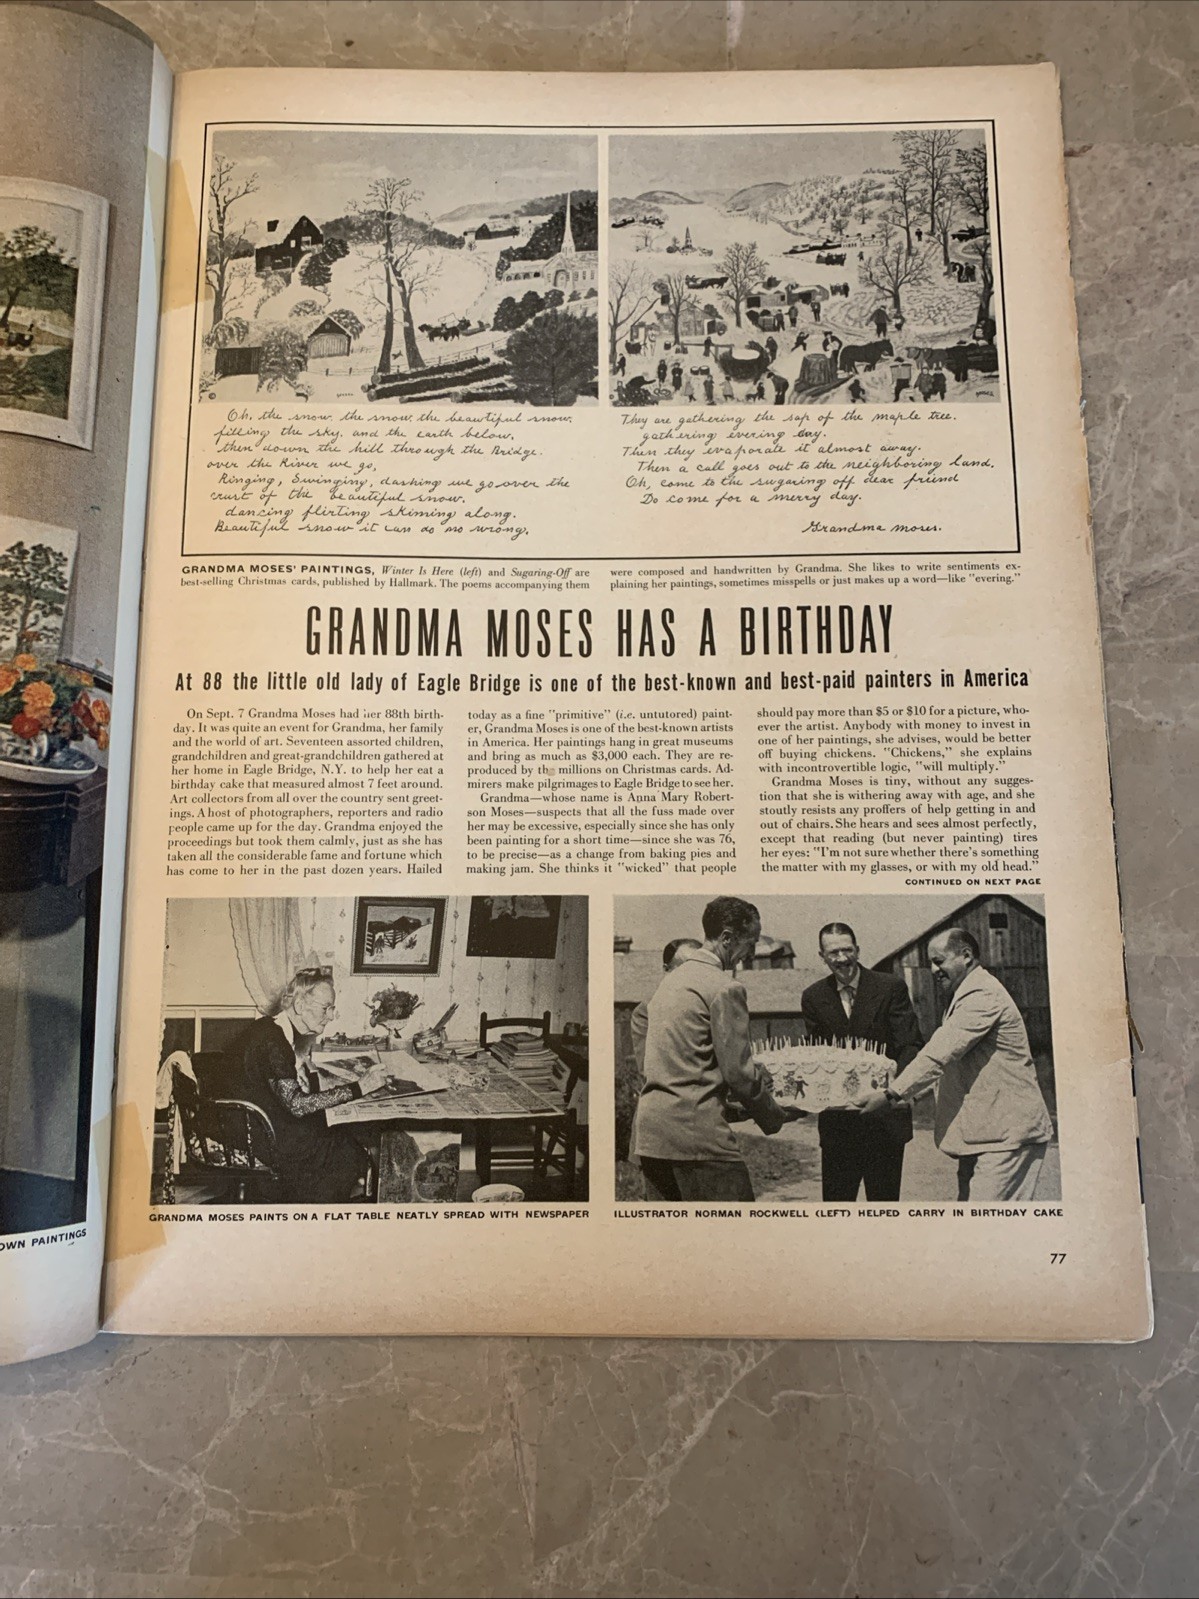 Oh, the snow, the snow, the beautiful snow,
filling the sky, and the earth below,
then down the hill through the Bridge.
over the River we go,
Ringing, Swinging, dashing we go over the
crust of the beautiful snow.
dancing flirting skiming along.
Beautiful snow it can do no wrong.
They are gathering the sap of the maple tree.
gathering evering day.
Then they evaporate it almost away.
Then a call goes out to the neighboring land.
Oh, come to the sugaring off dear friend
Do come for a merry day.
Grandma Moses.
GRANDMA MOSES' PAINTINGS, Winter Is Here (left) and Sugaring-Off are
best-selling Christmas cards, published by Hallmark. The poems accompanying them
were composed and handwritten by Grandma. She likes to write sentiments ex-
plaining her paintings, sometimes misspells or just makes up a word—like "evering."
GRANDMA MOSES HAS A BIRTHDAY
At 88 the little old lady of Eagle Bridge is one of the best-known and best-paid painters in America
On Sept. 7 Grandma Moses had her 88th birth-
day. It was quite an event for Grandma, her family
and the world of art. Seventeen assorted children,
grandchildren and great-grandchildren gathered at
her home in Eagle Bridge, N.Y. to help her eat a
birthday cake that measured almost 7 feet around.
Art collectors from all over the country sent greet-
ings. A host of photographers, reporters and radio
people came up for the day. Grandma enjoyed the
proceedings but took them calmly, just as she has
taken all the considerable fame and fortune which
has come to her in the past dozen years. Hailed
today as a fine "primitive" (i.e. untutored) paint-
er, Grandma Moses is one of the best-known artists
in America. Her paintings hang in great museums
and bring as much as $3,000 each. They are re-
produced by the millions on Christmas cards. Ad-
mirers make pilgrimages to Eagle Bridge to see her.
Grandma—whose name is Anna Mary Robert-
son Moses—suspects that all the fuss made over
her may be excessive, especially since she has only
been painting for a short time—since she was 76,
to be precise—as a change from baking pies and
making jam. She thinks it "wicked" that people
should pay more than $5 or $10 for a picture, who-
ever the artist. Anybody with money to invest in
one of her paintings, she advises, would be better
off buying chickens. "Chickens," she explains
with incontrovertible logic, "will multiply."
Grandma Moses is tiny, without any sugges-
tion that she is withering away with age, and she
stoutly resists any proffers of help getting in and
out of chairs. She hears and sees almost perfectly,
except that reading (but never painting) tires
her eyes: "I'm not sure whether there's something
the matter with my glasses, or with my old head."
CONTINUED ON NEXT PAGE
GRANDMA MOSES PAINTS ON A FLAT TABLE NEATLY SPREAD WITH NEWSPAPER
ILLUSTRATOR NORMAN ROCKWELL (LEFT) HELPED CARRY IN BIRTHDAY CAKE
OWN PAINTINGS
77